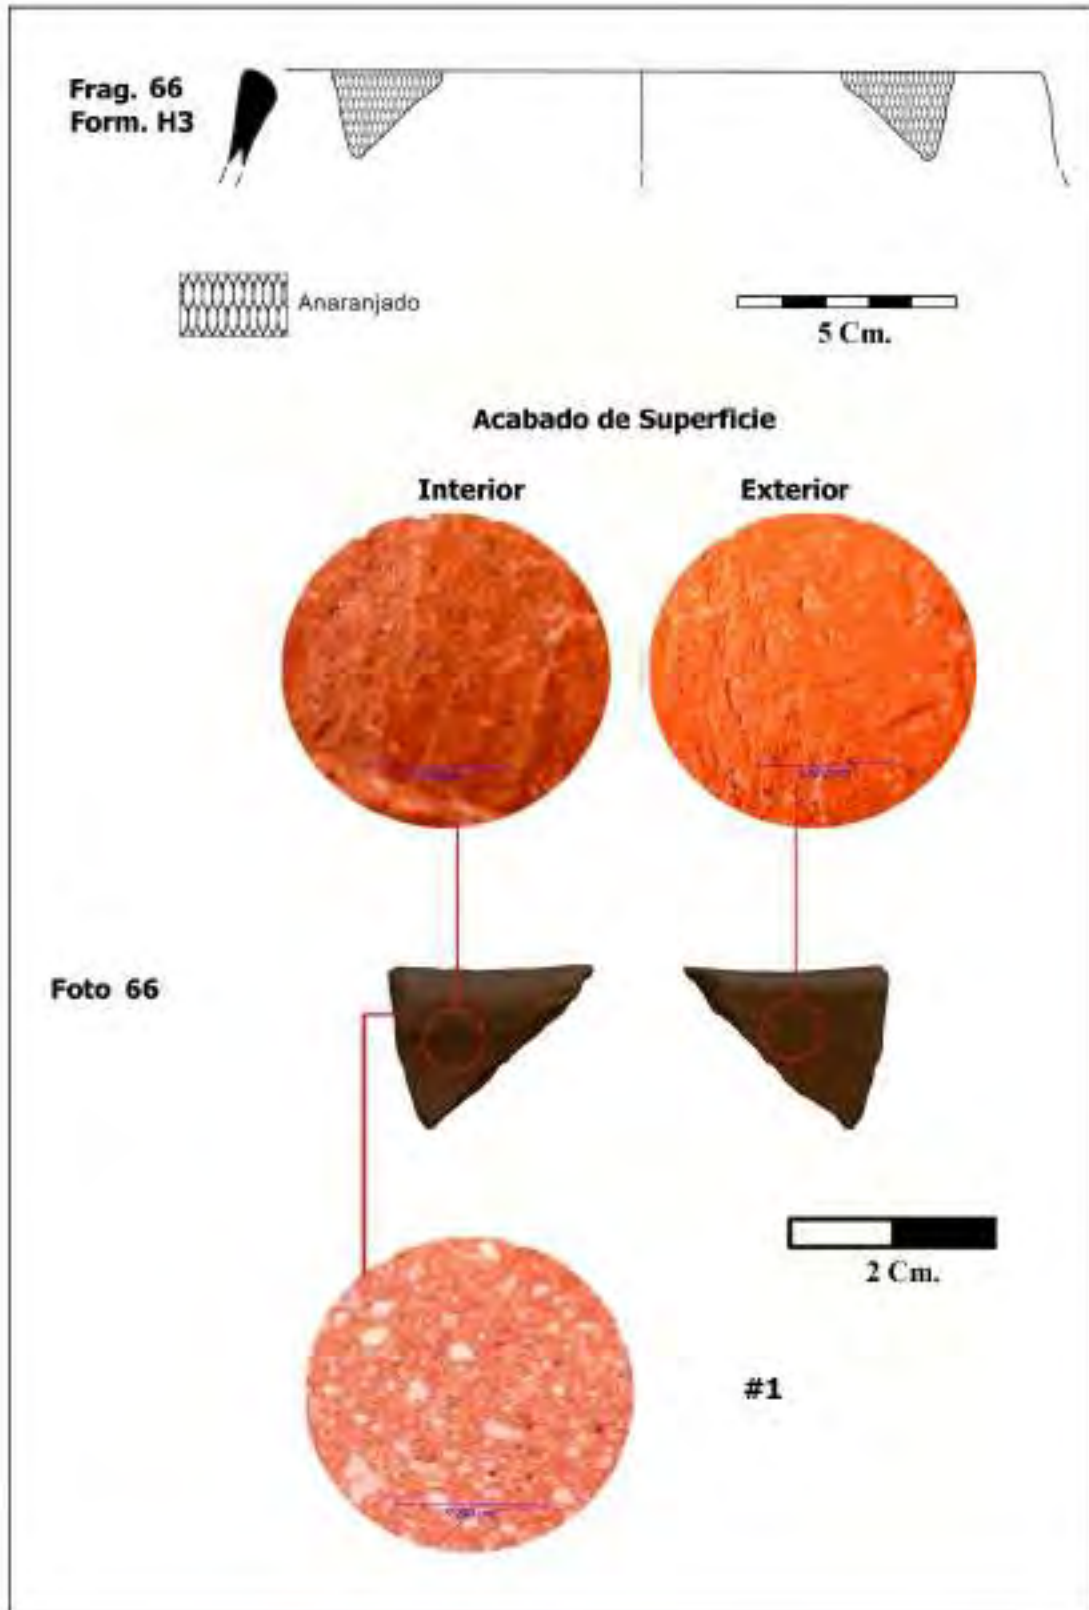 Frag. 66
Form. H3
Anaranjado
5 Cm.
Acabado de Superficie
Interior
Exterior
Foto 66
2 Cm.
#1